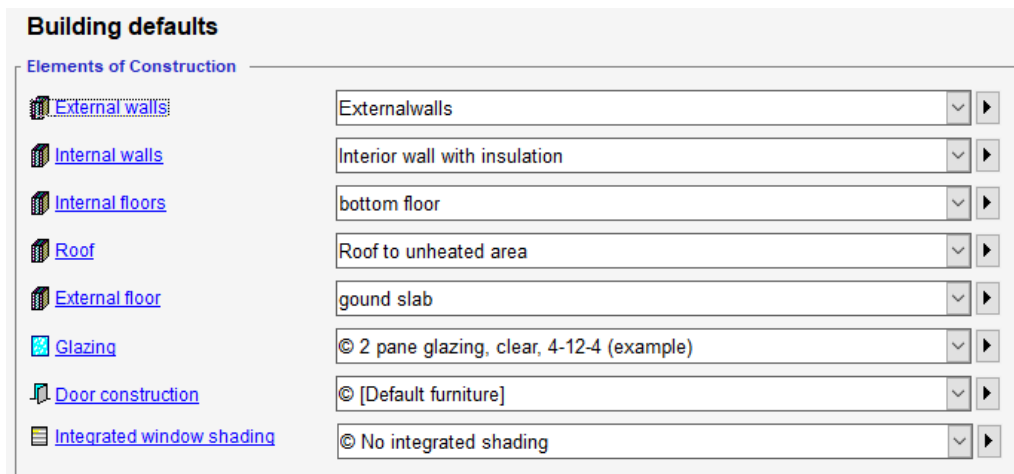 Building defaults
Elements of Construction
External walls Externalwalls
Internal walls Interior wall with insulation
Internal floors bottom floor
Roof Roof to unheated area
External floor gound slab
Glazing © 2 pane glazing, clear, 4-12-4 (example)
Door construction © [Default furniture]
Integrated window shading © No integrated shading